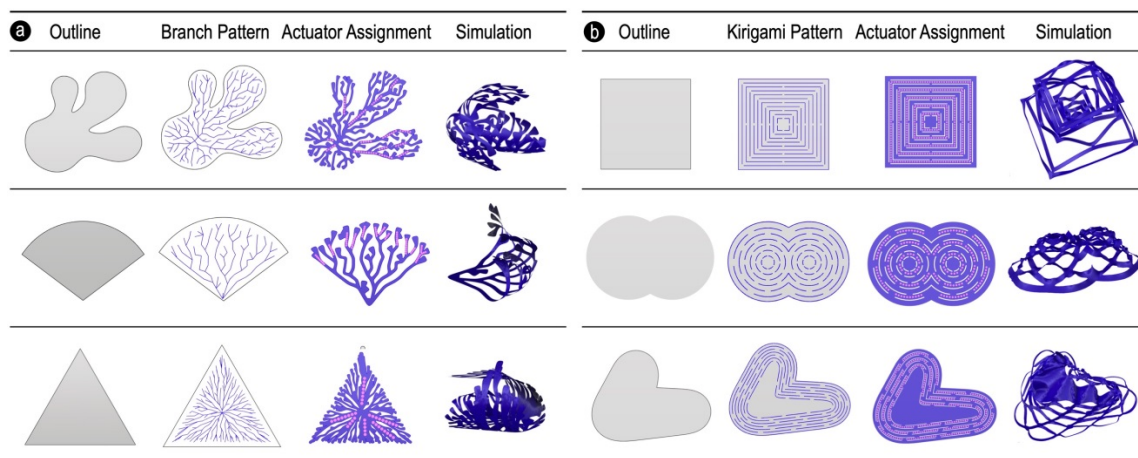 a Outline Branch Pattern Actuator Assignment Simulation
b Outline Kirigami Pattern Actuator Assignment Simulation